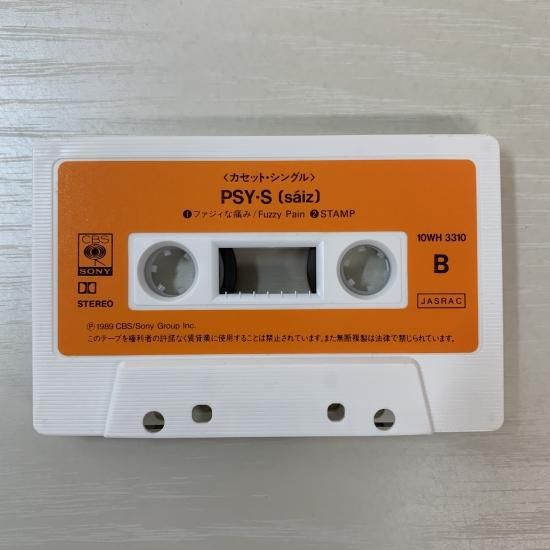 〈カセット・シングル〉
PSY・S 〔sáiz〕
❶ファジィな痛み/Fuzzy Pain ❷STAMP
CBS
SONY
10WH 3310
B
STEREO
JASRAC
Ⓟ1989 CBS/Sony Group Inc.
このテープを権利者の許諾なく賃貸業に使用することは禁止されています。また無断複製は法律で禁じられています。